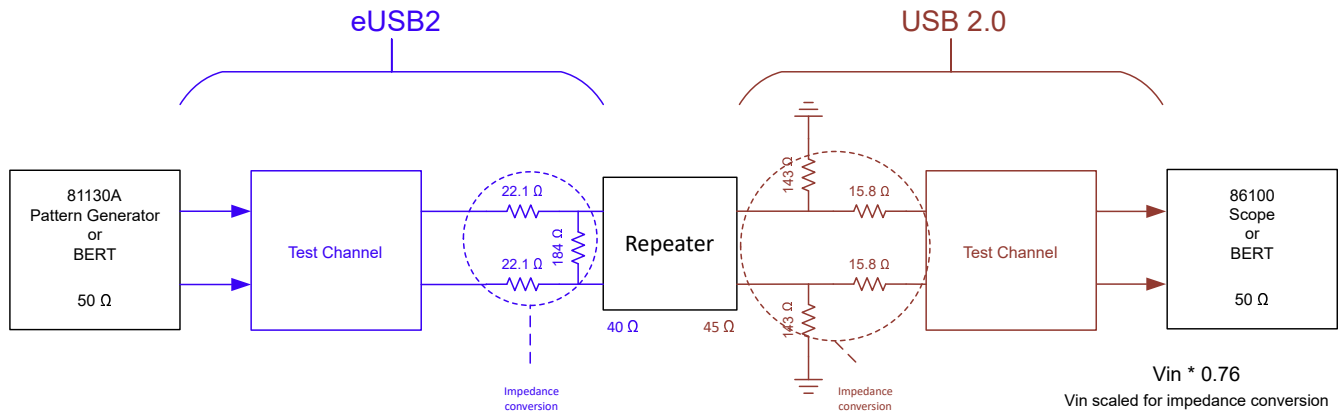 eUSB2
USB 2.0
81130A
Pattern Generator
or
BERT
50 Ω
Test Channel
22.1 Ω
184 Ω
22.1 Ω
Repeater
40 Ω
45 Ω
143 Ω
15.8 Ω
15.8 Ω
143 Ω
Test Channel
86100
Scope
or
BERT
50 Ω
Impedance
conversion
Impedance
conversion
Vin * 0.76
Vin scaled for impedance conversion